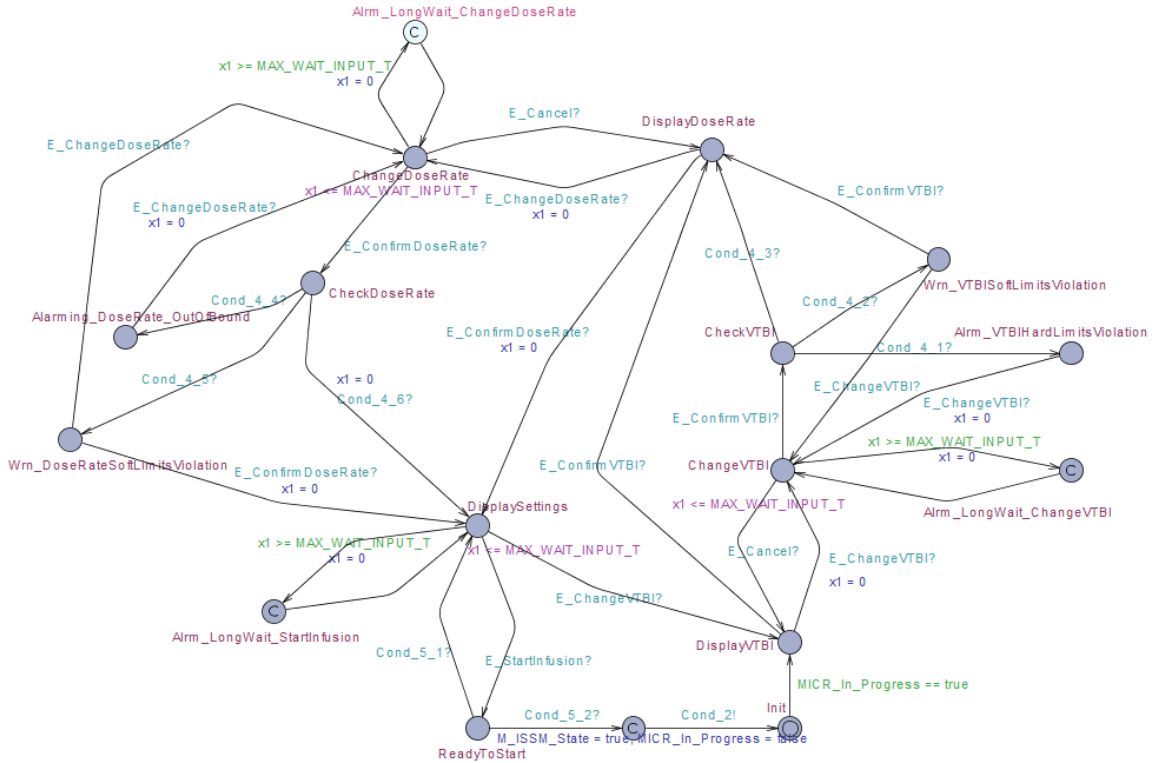 Alrm_LongWait_ChangeDoseRate
C
x1 >= MAX_WAIT_INPUT_T
x1 = 0
E_Cancel?
DisplayDoseRate
E_ChangeDoseRate?
ChangeDoseRate
x1 <= MAX_WAIT_INPUT_T
E_ChangeDoseRate?
x1 = 0
E_ConfirmVTBI?
E_ChangeDoseRate?
x1 = 0
E_ConfirmDoseRate?
Cond_4_3?
CheckDoseRate
Wrn_VTBISoftLimitsViolation
Cond_4_4?
Cond_4_2?
Alarming_DoseRate_OutOfBound
CheckVTBI
Alrm_VTBIHardLimitsViolation
E_ConfirmDoseRate?
x1 = 0
Cond_4_1?
Cond_4_5?
x1 = 0
Cond_4_6?
E_ChangeVTBI?
E_ChangeVTBI?
x1 = 0
E_ConfirmVTBI?
x1 >= MAX_WAIT_INPUT_T
x1 = 0
Wrn_DoseRateSoftLimitsViolation
E_ConfirmDoseRate?
x1 = 0
E_ConfirmVTBI?
ChangeVTBI
C
x1 <= MAX_WAIT_INPUT_T
Alrm_LongWait_ChangeVTBI
DisplaySettings
x1 >= MAX_WAIT_INPUT_T
x1 = 0
x1 <= MAX_WAIT_INPUT_T
E_Cancel?
E_ChangeVTBI?
x1 = 0
E_ChangeVTBI?
C
Alrm_LongWait_StartInfusion
Cond_5_1?
E_StartInfusion?
DisplayVTBI
MICR_In_Progress == true
Init
Cond_5_2?
C
Cond_2!
M_ISSM_State = true, MICR_In_Progress = false
ReadyToStart